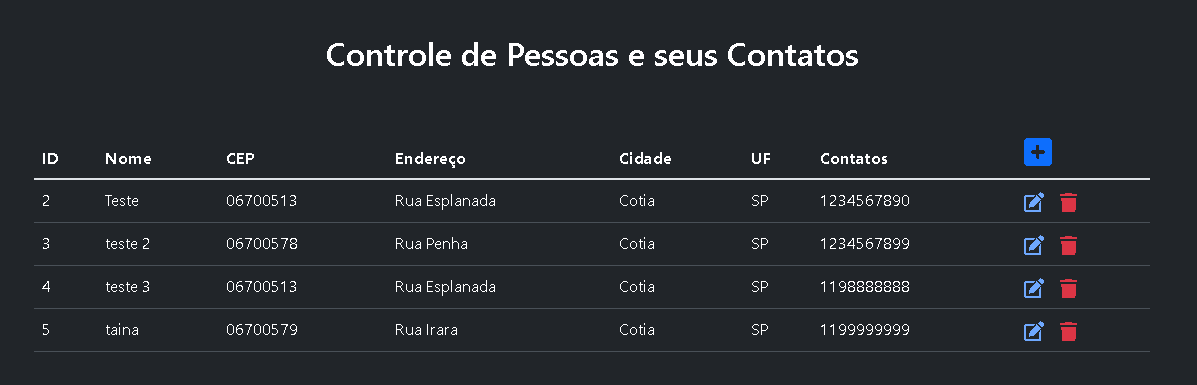 Controle de Pessoas e seus Contatos
ID Nome CEP Endereço Cidade UF Contatos
2 Teste 06700513 Rua Esplanada Cotia SP 1234567890
3 teste 2 06700578 Rua Penha Cotia SP 1234567899
4 teste 3 06700513 Rua Esplanada Cotia SP 1198888888
5 taina 06700579 Rua Irara Cotia SP 1199999999